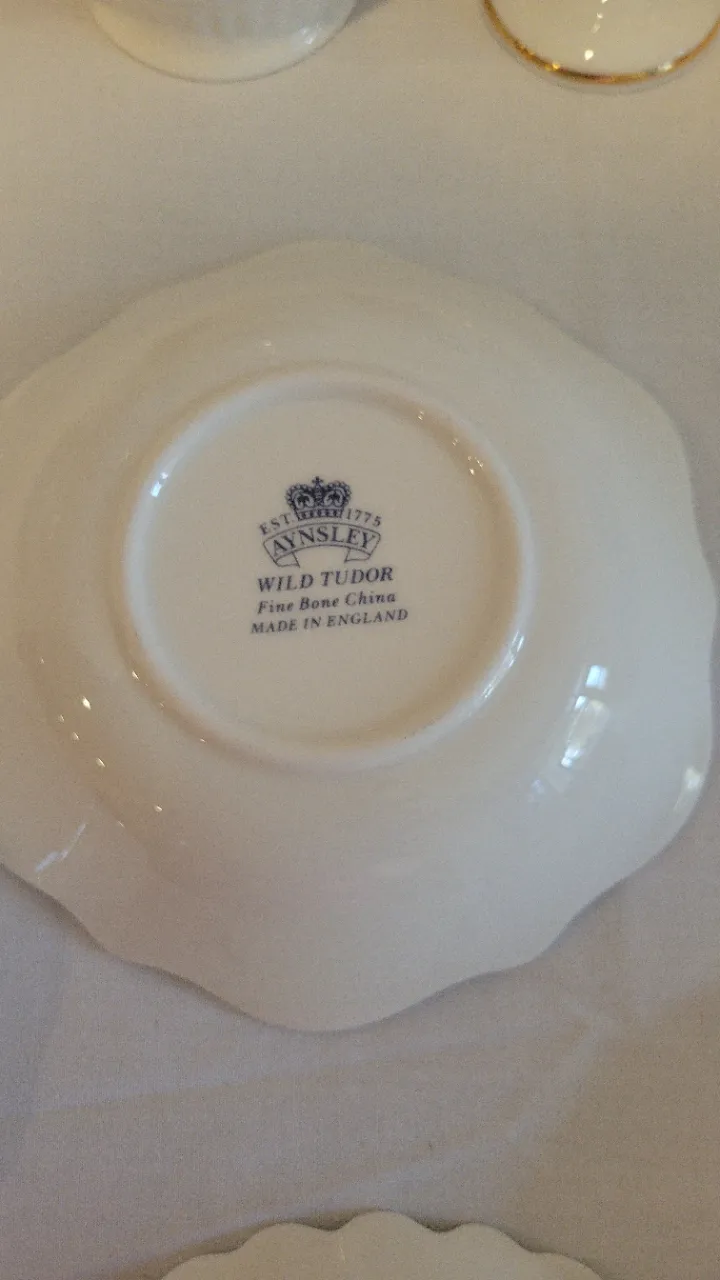 EST. 1775
AYNSLEY
WILD TUDOR
Fine Bone China
MADE IN ENGLAND